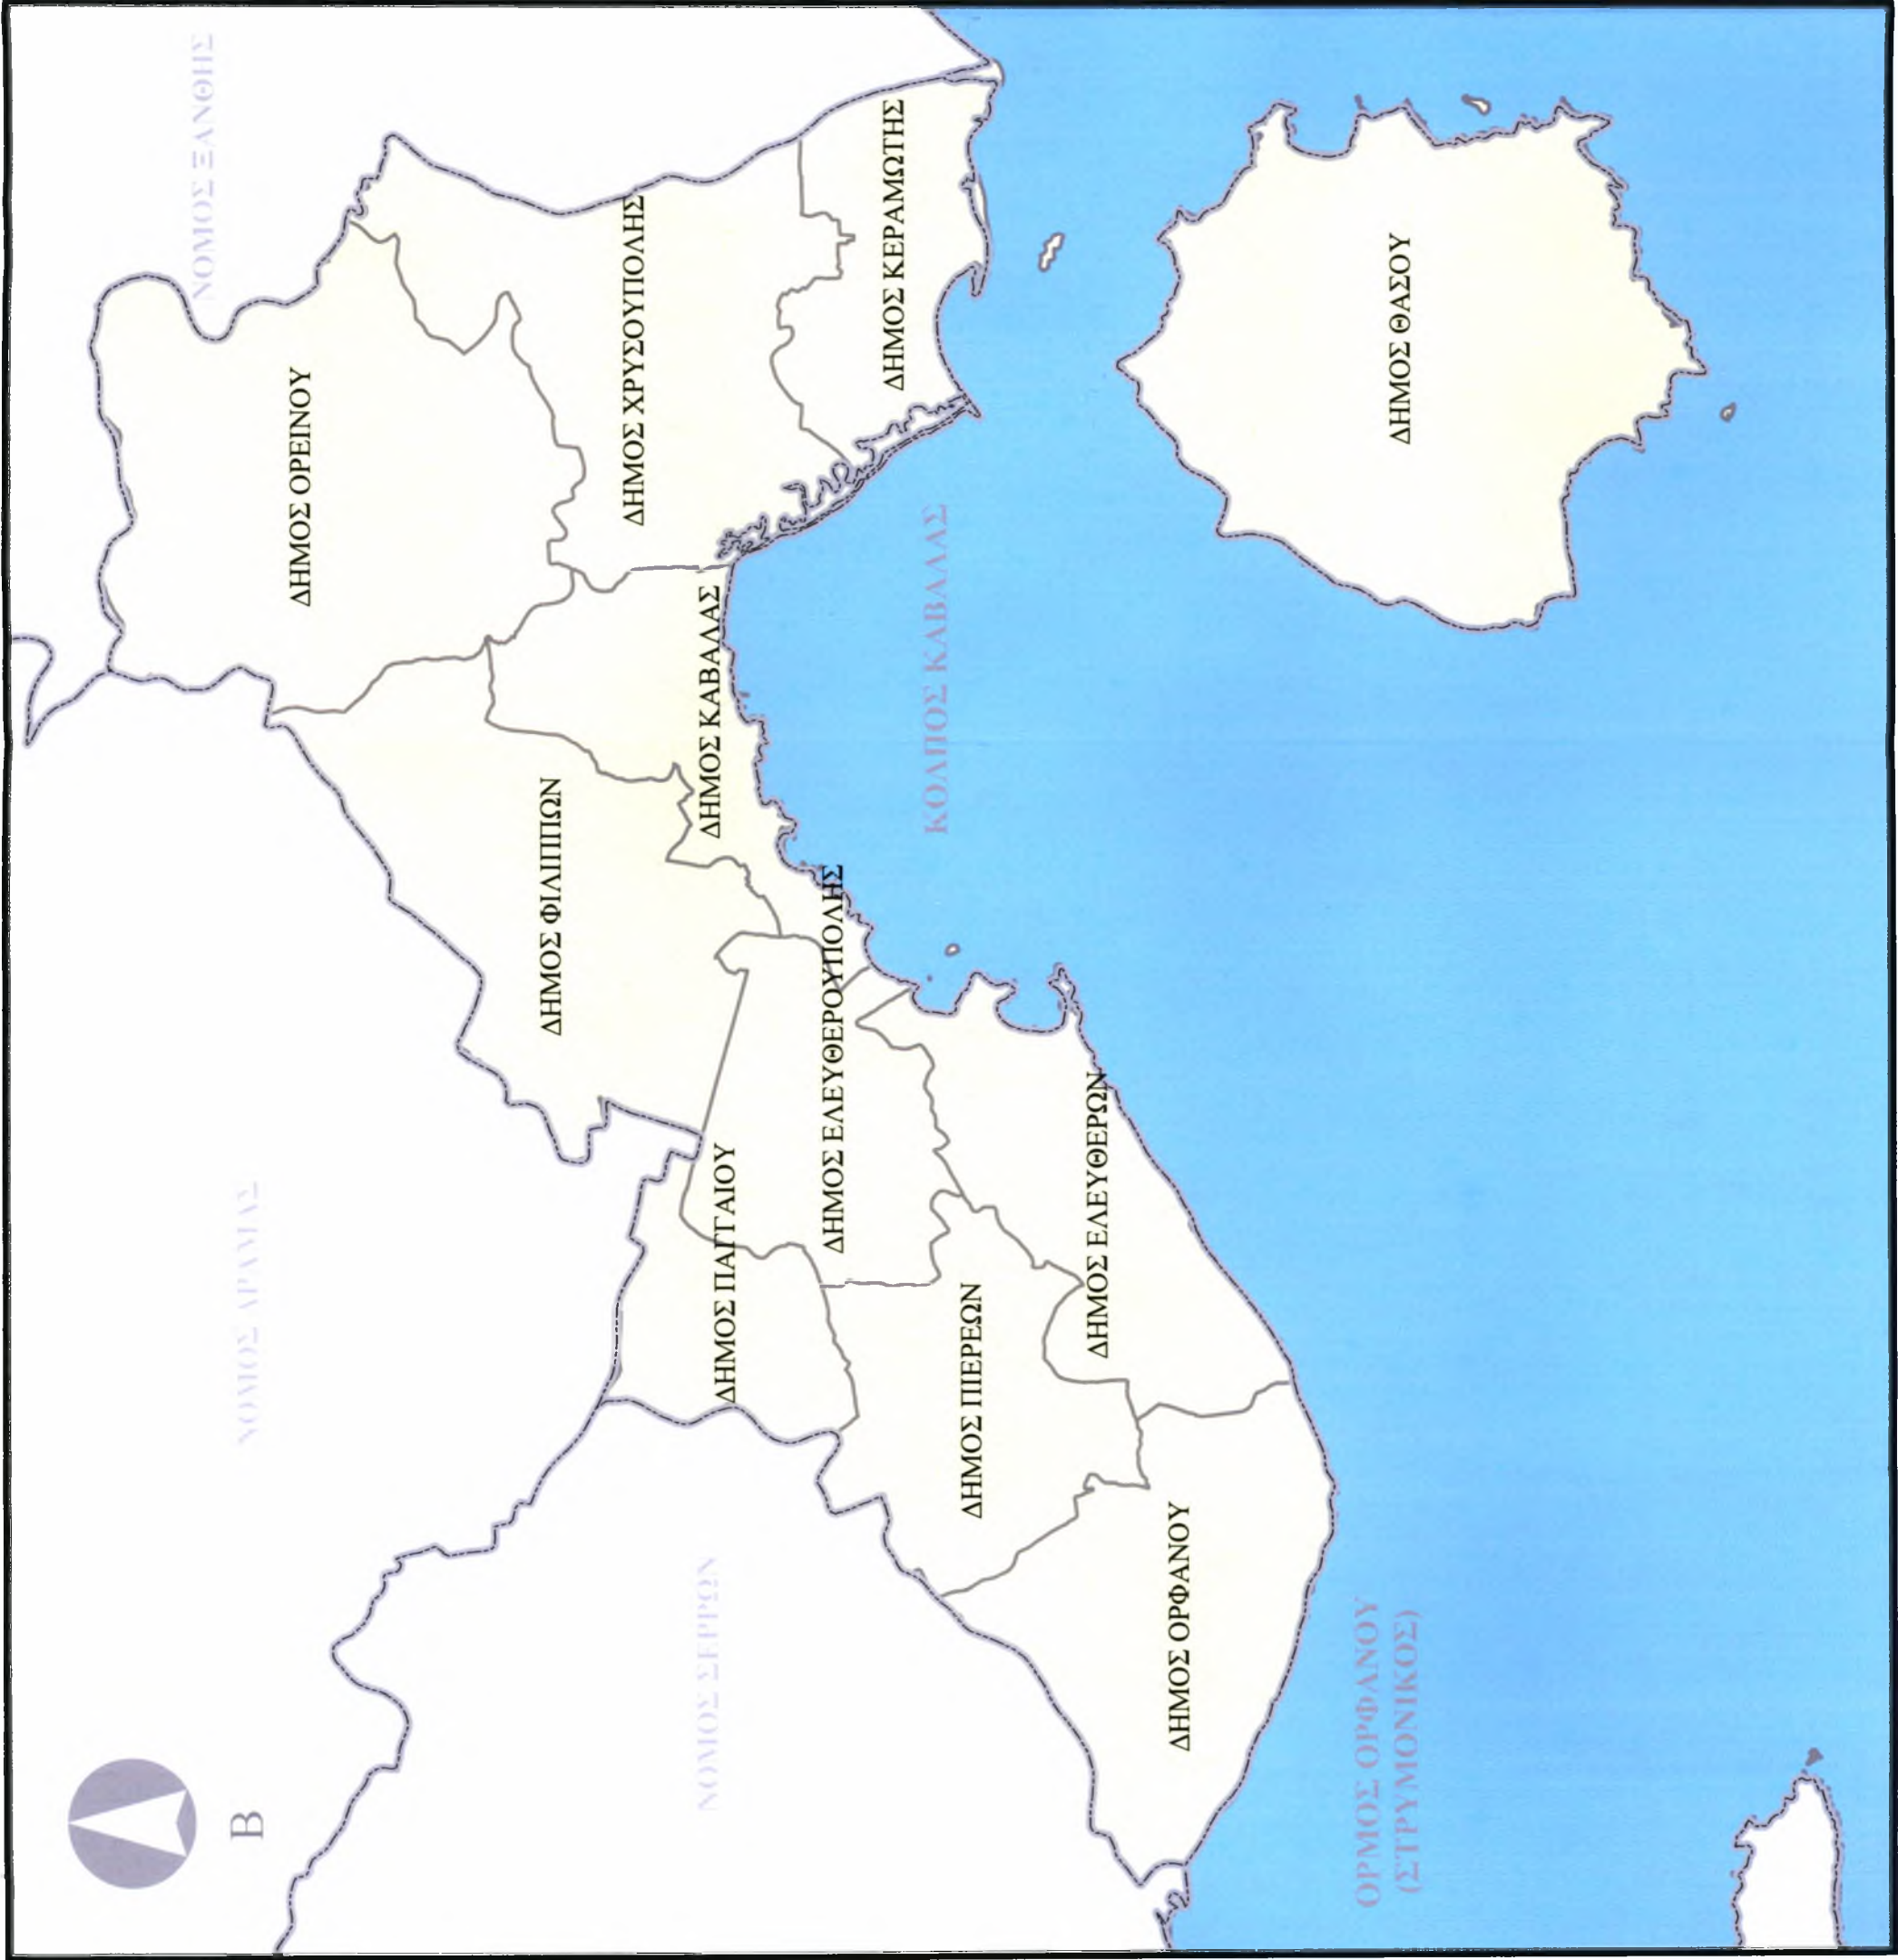 ΝΟΜΟΣ ΞΑΝΘΗΣ
ΔΗΜΟΣ ΟΡΕΙΝΟΥ
ΔΗΜΟΣ ΧΡΥΣΟΥΠΟΛΗΣ
ΔΗΜΟΣ ΚΕΡΑΜΩΤΗΣ
ΔΗΜΟΣ ΘΑΣΟΥ
ΔΗΜΟΣ ΚΑΒΑΛΑΣ
ΚΟΛΠΟΣ ΚΑΒΑΛΑΣ
ΔΗΜΟΣ ΦΙΛΙΠΠΩΝ
ΔΗΜΟΣ ΕΛΕΥΘΕΡΟΥΠΟΛΗΣ
ΝΟΜΟΣ ΔΡΑΜΑΣ
ΔΗΜΟΣ ΠΑΓΓΑΙΟΥ
ΔΗΜΟΣ ΕΛΕΥΘΕΡΩΝ
ΔΗΜΟΣ ΠΙΕΡΕΩΝ
ΝΟΜΟΣ ΣΕΡΡΩΝ
ΔΗΜΟΣ ΟΡΦΑΝΟΥ
ΟΡΜΟΣ ΟΡΦΑΝΟΥ
(ΣΤΡΥΜΟΝΙΚΟΣ)
Β